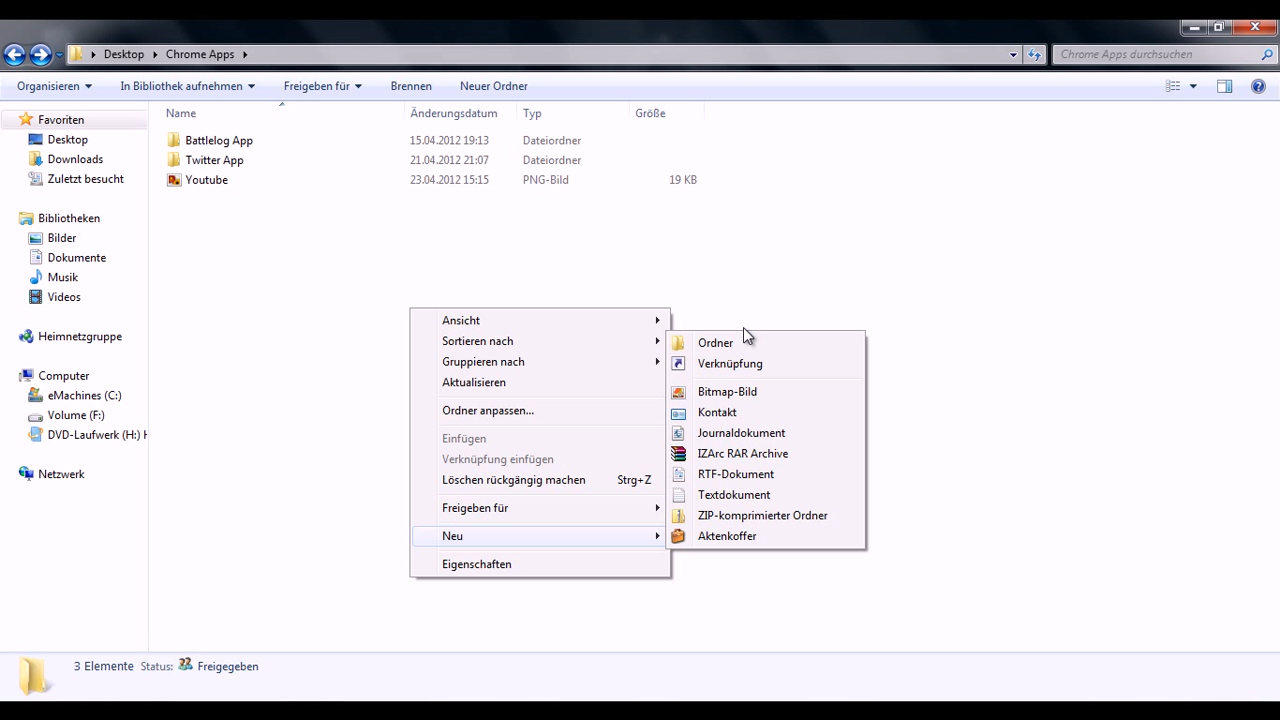 Desktop Chrome Apps
Chrome Apps durchsuchen
Organisieren In Bibliothek aufnehmen Freigeben für Brennen Neuer Ordner
Name Änderungsdatum Typ Größe
Battlelog App 15.04.2012 19:13 Dateiordner
Twitter App 21.04.2012 21:07 Dateiordner
Youtube 23.04.2012 15:15 PNG-Bild 19 KB
Favoriten
Desktop
Downloads
Zuletzt besucht
Bibliotheken
Bilder
Dokumente
Musik
Videos
Heimnetzgruppe
Computer
eMachines (C:)
Volume (F:)
DVD-Laufwerk (H:)
Netzwerk
Ansicht
Sortieren nach
Gruppieren nach
Aktualisieren
Ordner anpassen...
Einfügen
Verknüpfung einfügen
Löschen rückgängig machen Strg+Z
Freigeben für
Neu
Eigenschaften
Ordner
Verknüpfung
Bitmap-Bild
Kontakt
Journaldokument
IZArc RAR Archive
RTF-Dokument
Textdokument
ZIP-komprimierter Ordner
Aktenkoffer
3 Elemente Status: Freigegeben